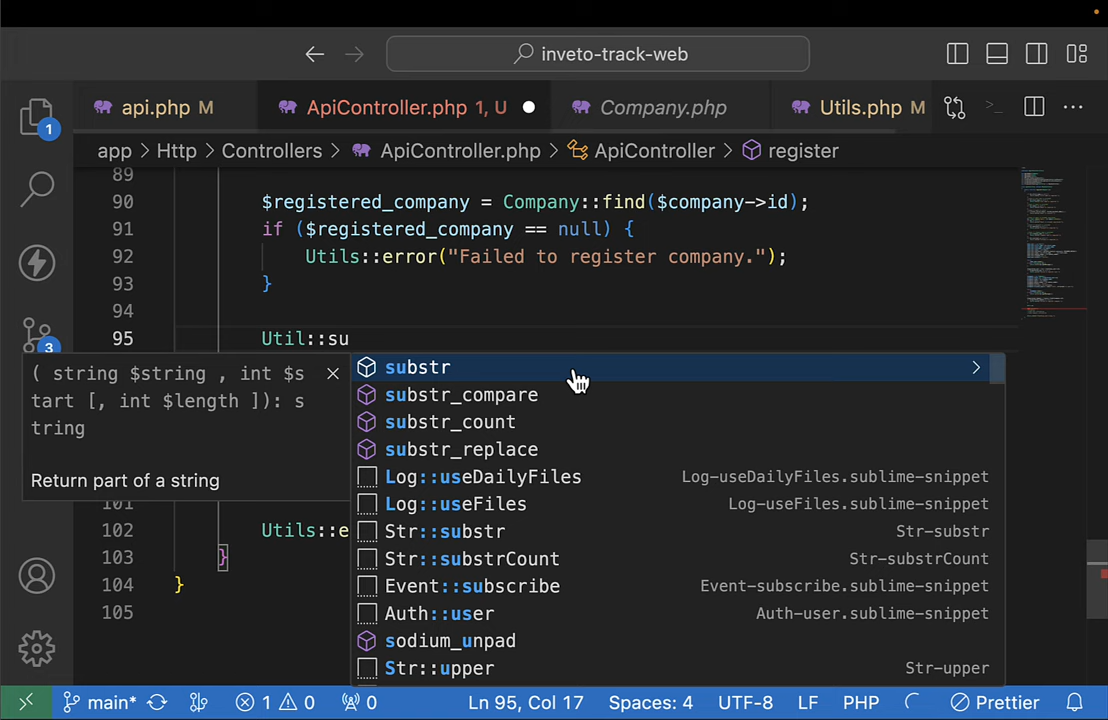 inveto-track-web
api.php M
ApiController.php 1, U
Company.php
Utils.php M
app > Http > Controllers > ApiController.php > ApiController > register
1
89
90 $registered_company = Company::find($company->id);
91 if ($registered_company == null) {
92 Utils::error("Failed to register company.");
93 }
94
95 Util::su
3
( string $string , int $s
tart [, int $length ]): s
tring
Return part of a string
substr
substr_compare
substr_count
substr_replace
Log::useDailyFiles Log-useDailyFiles.sublime-snippet
Log::useFiles Log-useFiles.sublime-snippet
Str::substr Str-substr
Str::substrCount Str-substrCount
Event::subscribe Event-subscribe.sublime-snippet
Auth::user Auth-user.sublime-snippet
sodium_unpad
Str::upper Str-upper
101
102 Utils::e
103 }
104 }
105
main* 1 0 0 Ln 95, Col 17 Spaces: 4 UTF-8 LF PHP Prettier